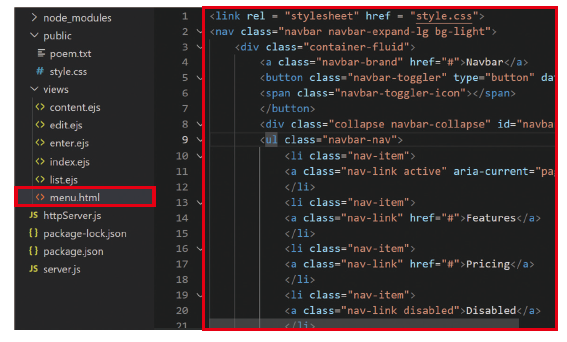 node_modules
public
poem.txt
# style.css
views
<> content.ejs
<> edit.ejs
<> enter.ejs
<> index.ejs
<> list.ejs
<> menu.html
JS httpServer.js
{} package-lock.json
{} package.json
JS server.js
1 <link rel = "stylesheet" href = "style.css">
2 <nav class="navbar navbar-expand-lg bg-light">
3 <div class="container-fluid">
4 <a class="navbar-brand" href="#">Navbar</a>
5 <button class="navbar-toggler" type="button" da
6 <span class="navbar-toggler-icon"></span>
7 </button>
8 <div class="collapse navbar-collapse" id="navba
9 <ul class="navbar-nav">
10 <li class="nav-item">
11 <a class="nav-link active" aria-current="pa
12 </li>
13 <li class="nav-item">
14 <a class="nav-link" href="#">Features</a>
15 </li>
16 <li class="nav-item">
17 <a class="nav-link" href="#">Pricing</a>
18 </li>
19 <li class="nav-item">
20 <a class="nav-link disabled">Disabled</a>
21 </li>